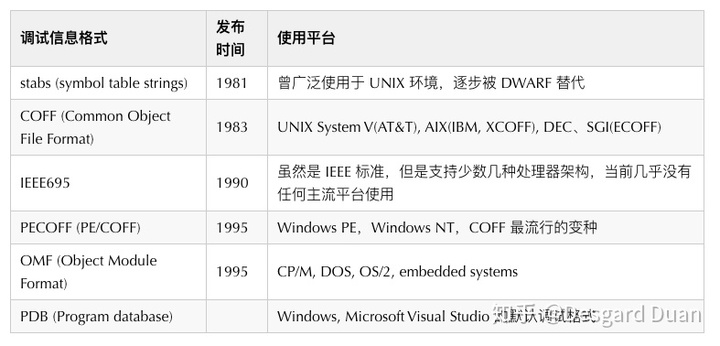 调试信息格式
发布
时间
使用平台
stabs (symbol table strings)
1981
曾广泛使用于 UNIX 环境，逐步被 DWARF 替代
COFF (Common Object
File Format)
1983
UNIX System V(AT&T), AIX(IBM, XCOFF), DEC、SGI(ECOFF)
IEEE695
1990
虽然是 IEEE 标准，但是支持少数几种处理器架构，当前几乎没有
任何主流平台使用
PECOFF (PE/COFF)
1995
Windows PE，Windows NT，COFF 最流行的变种
OMF (Object Module
Format)
1995
CP/M, DOS, OS/2, embedded systems
PDB (Program database)
Windows, Microsoft Visual Studio 的默认调试格式
知乎 @Desgard Duan